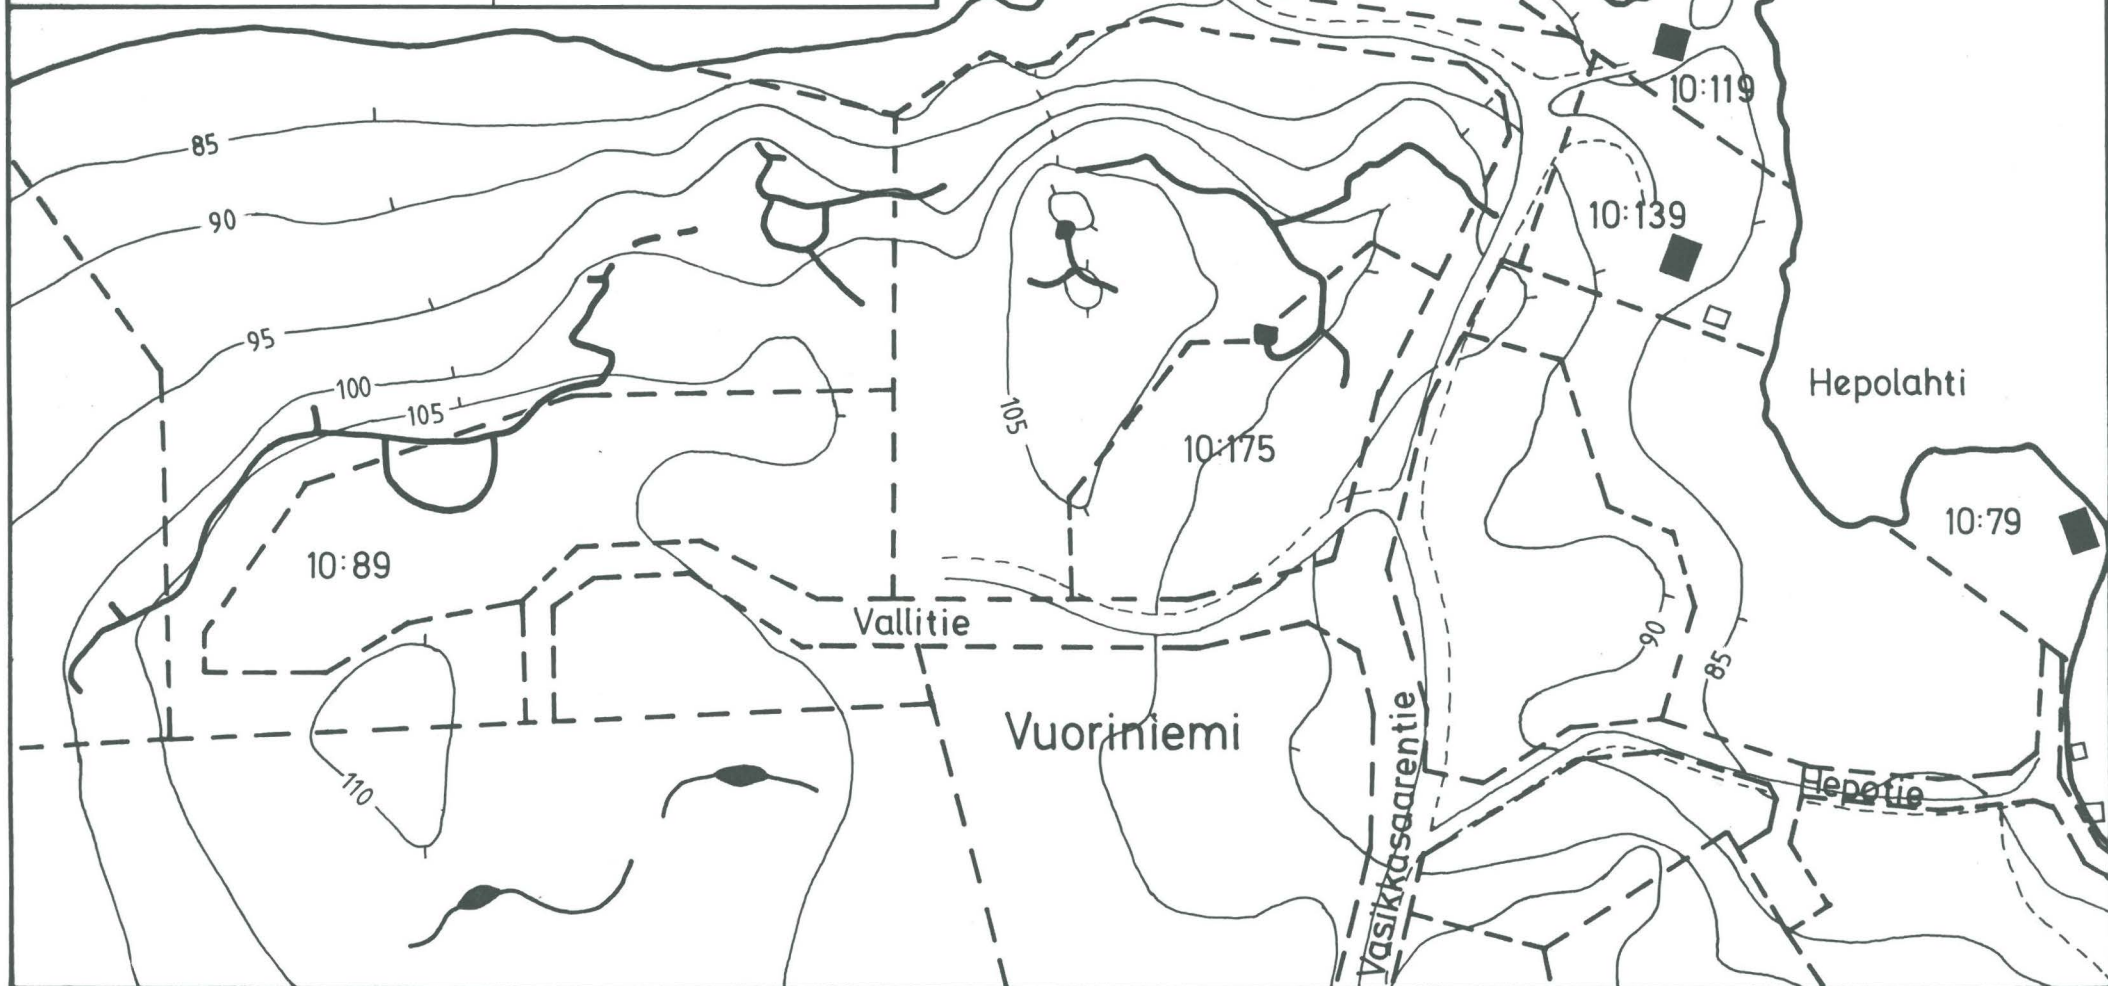 10:119
85
90
10:139
95
Hepolahti
100
105
105
10:175
10:79
10:89
Vallitie
90
85
Vuoriniemi
Vasikkasaarentie
110
Hepotie